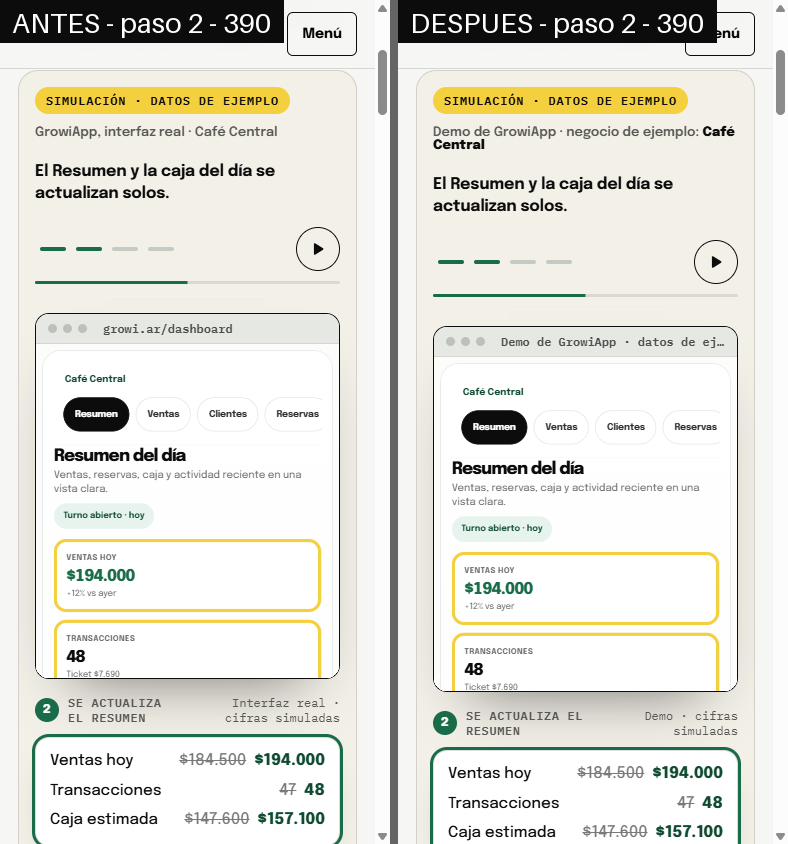 ANTES - paso 2 - 390
Menú
SIMULACIÓN · DATOS DE EJEMPLO
GrowiApp, interfaz real · Café Central
El Resumen y la caja del día se
actualizan solos.
growi.ar/dashboard
Café Central
Resumen
Ventas
Clientes
Reservas
Resumen del día
Ventas, reservas, caja y actividad reciente en una
vista clara.
Turno abierto · hoy
VENTAS HOY
$194.000
+12% vs ayer
TRANSACCIONES
48
Ticket $7.690
2
SE ACTUALIZA
EL RESUMEN
Interfaz real ·
cifras simuladas
Ventas hoy $184.500 $194.000
Transacciones 47 48
Caja estimada $147.600 $157.100
DESPUES - paso 2 - 390
enú
SIMULACIÓN · DATOS DE EJEMPLO
Demo de GrowiApp · negocio de ejemplo: Café
Central
El Resumen y la caja del día se
actualizan solos.
Demo de GrowiApp · datos de ej…
Café Central
Resumen
Ventas
Clientes
Reservas
Resumen del día
Ventas, reservas, caja y actividad reciente en una
vista clara.
Turno abierto · hoy
VENTAS HOY
$194.000
+12% vs ayer
TRANSACCIONES
48
Ticket $7.690
2
SE ACTUALIZA EL
RESUMEN
Demo · cifras
simuladas
Ventas hoy $184.500 $194.000
Transacciones 47 48
Caja estimada $147.600 $157.100